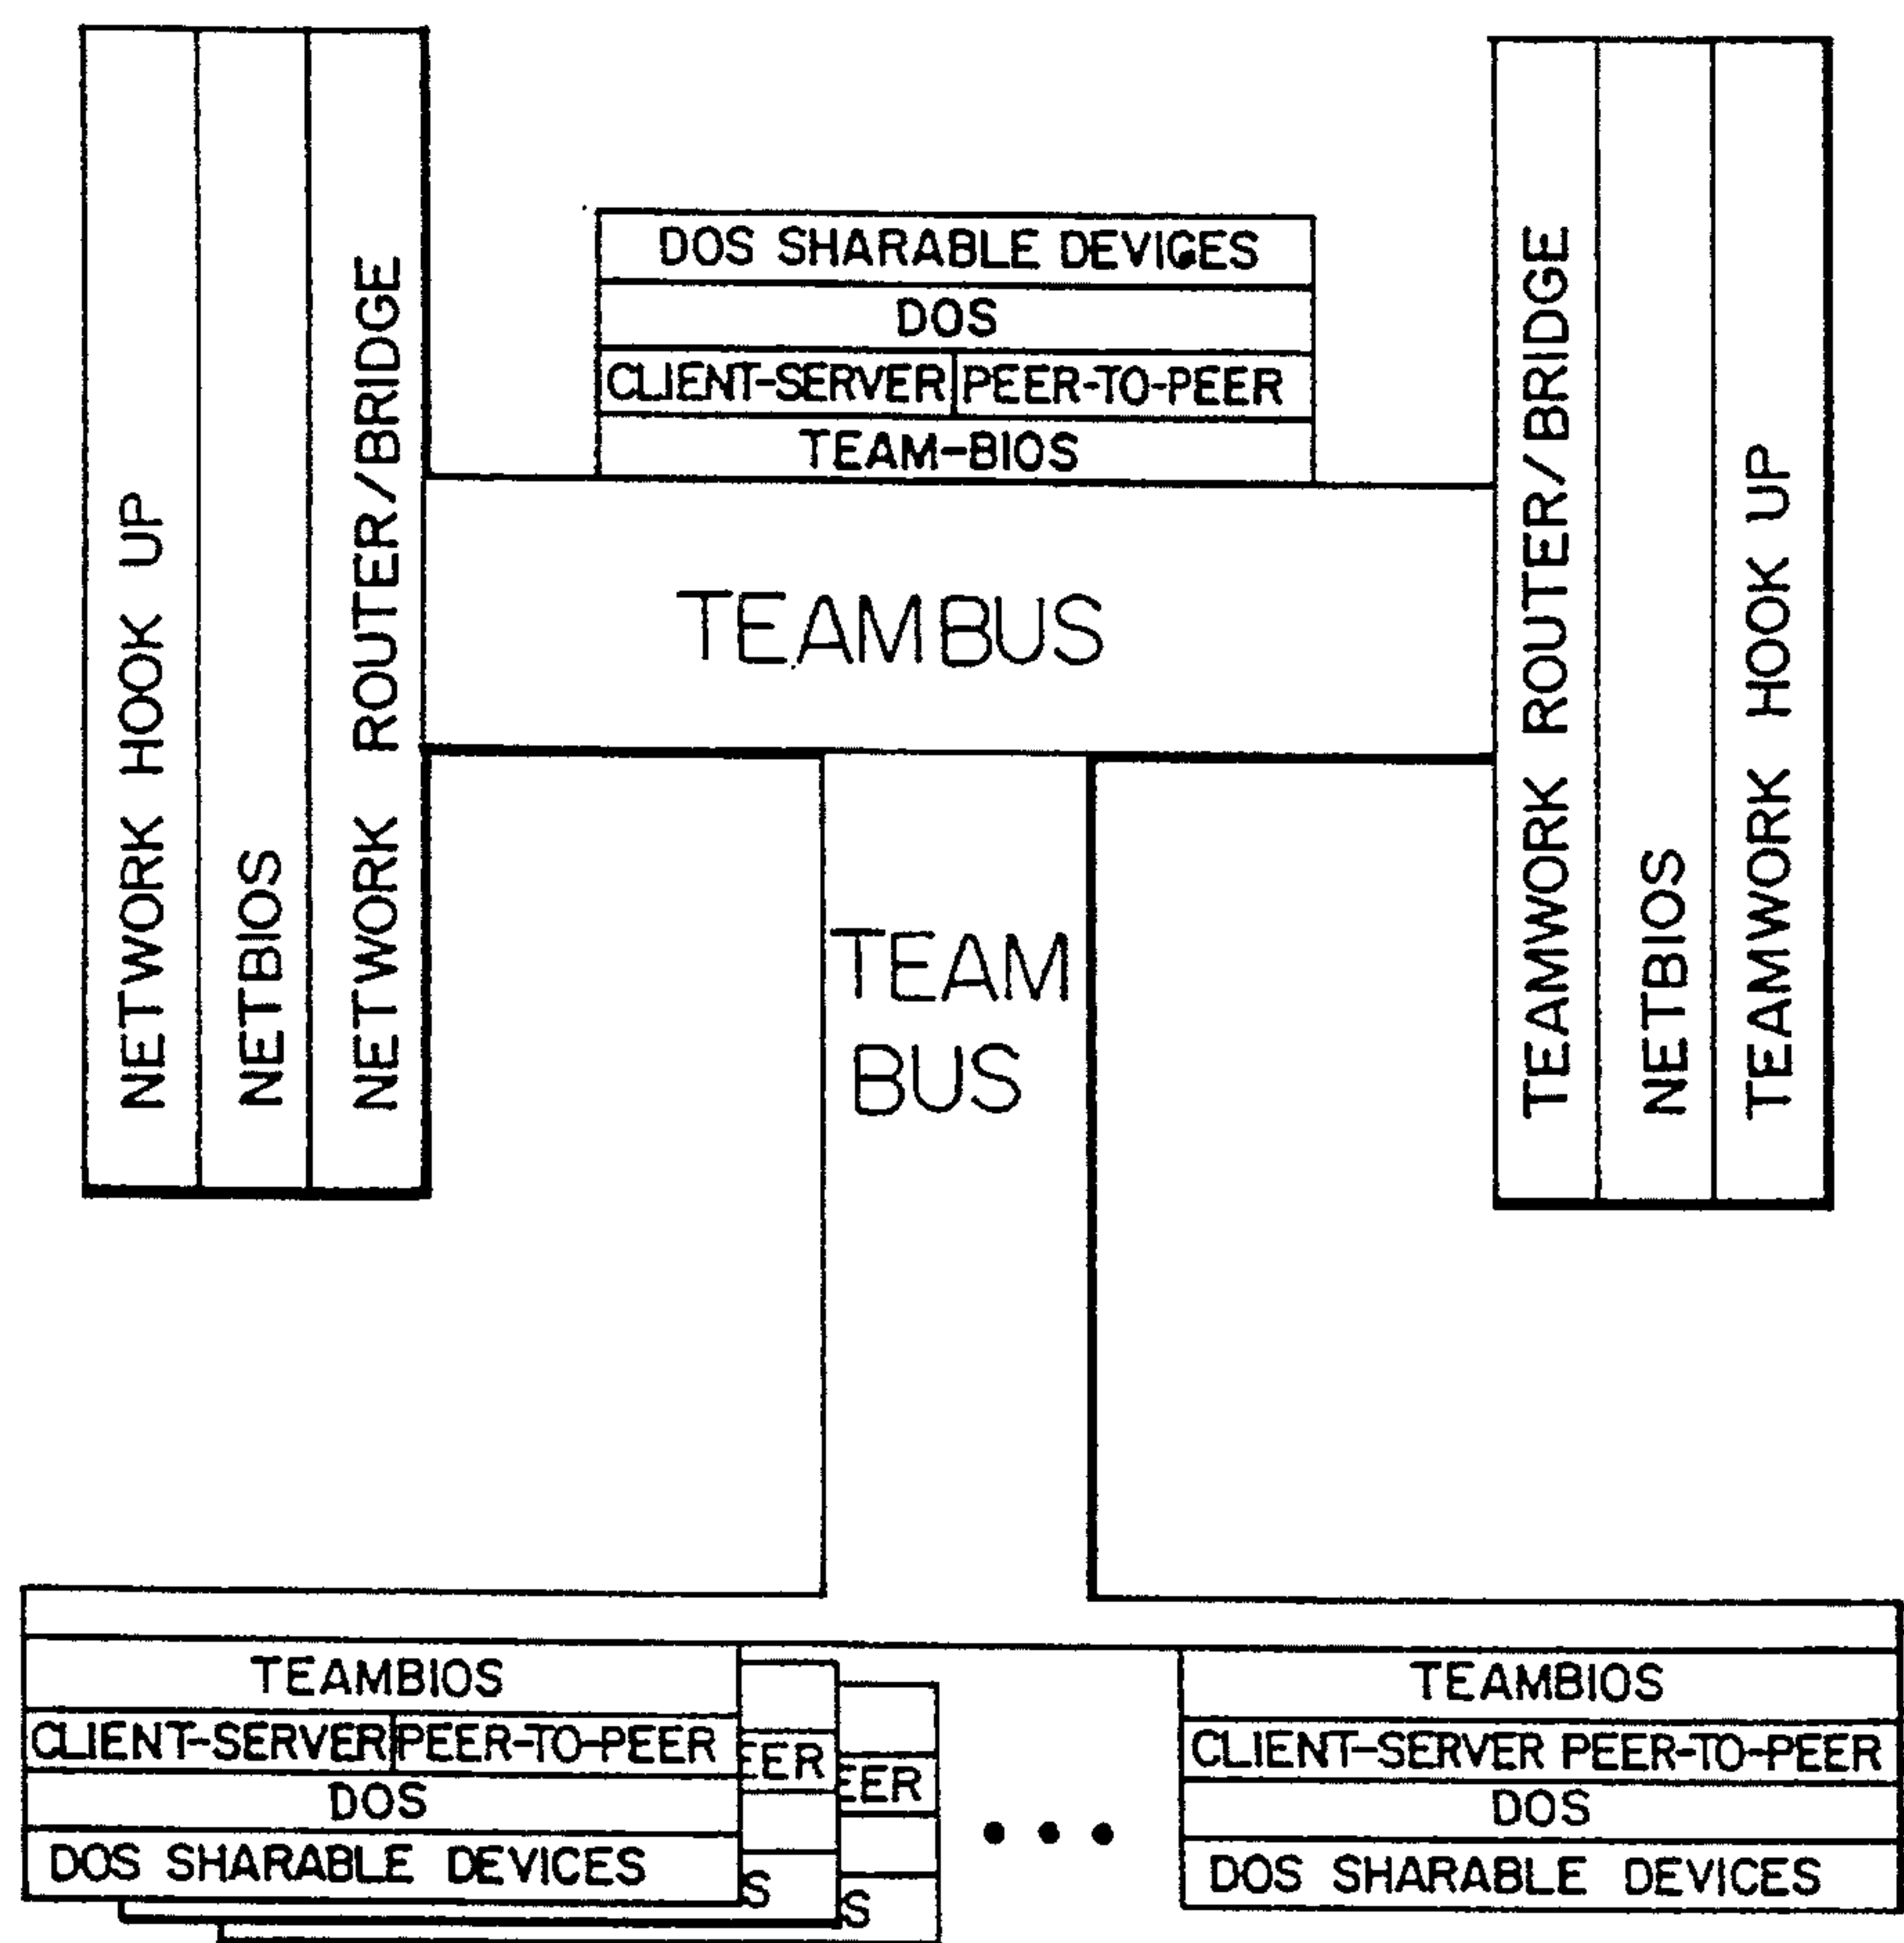 NETWORK HOOK UP
NETBIOS
NETWORK ROUTER/BRIDGE
DOS SHARABLE DEVICES
DOS
CLIENT-SERVER PEER-TO-PEER
TEAM-BIOS
TEAMBUS
TEAM
BUS
TEAMWORK ROUTER/BRIDGE
NETBIOS
TEAMWORK HOOK UP
TEAMBIOS
CLIENT-SERVER PEER-TO-PEER
DOS
DOS SHARABLE DEVICES
EER
S
EER
S
• • •
TEAMBIOS
CLIENT-SERVER PEER-TO-PEER
DOS
DOS SHARABLE DEVICES